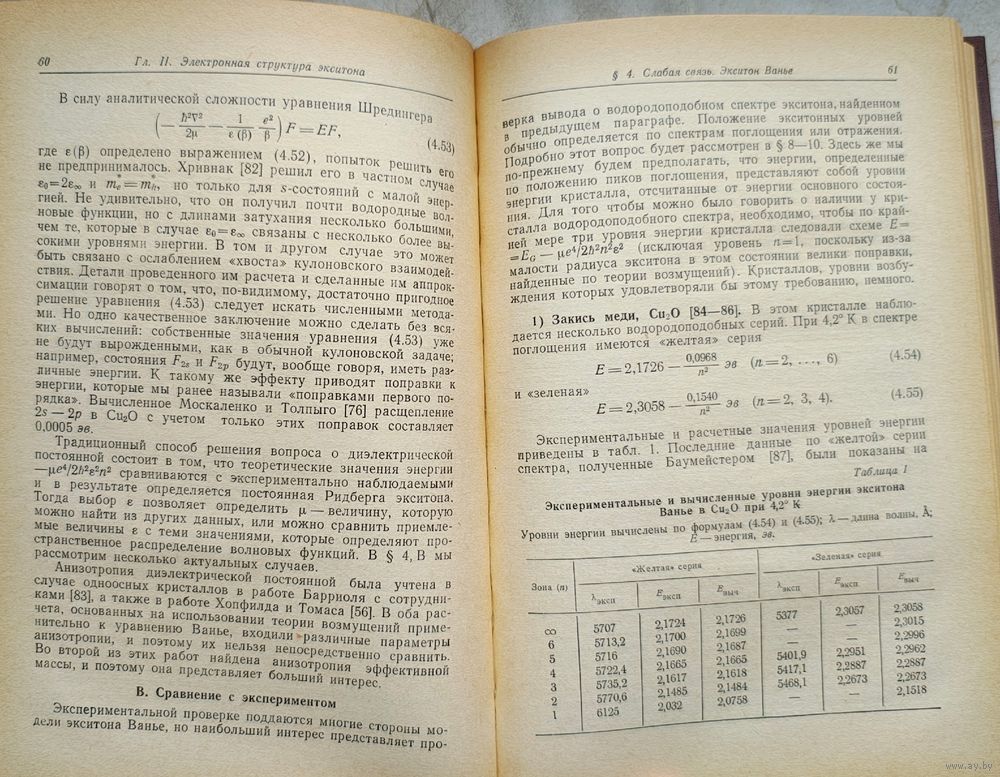 60
Гл. II. Электронная структура экситона
В силу аналитической сложности уравнения Шредингера
(− ħ²∇²/2μ − 1/ε(β) e²/β) F = EF, (4.53)
где ε(β) определено выражением (4.52), попыток решить его
не предпринималось. Хривнак [82] решил его в частном случае
ε₀=2ε∞ и m*ₑ = m*ₕ, но только для s-состояний с малой энер-
гией. Не удивительно, что он получил почти водородные вол-
новые функции, но с длинами затухания несколько большими,
чем те, которые в случае ε₀=ε∞ связаны с несколько более вы-
сокими уровнями энергии. В том и другом случае это может
быть связано с ослаблением «хвоста» кулоновского взаимодей-
ствия. Детали проведенного им расчета и сделанные им аппрок-
симации говорят о том, что, по-видимому, достаточно пригодное
решение уравнения (4.53) следует искать численными метода-
ми. Но одно качественное заключение можно сделать без вся-
ких вычислений: собственные значения уравнения (4.53) уже
не будут вырожденными, как в обычной кулоновской задаче;
например, состояния F₂ₛ и F₂ₚ будут, вообще говоря, иметь раз-
личные энергии. К такому же эффекту приводят поправки к
энергии, которые мы ранее называли «поправками первого по-
рядка». Вычисленное Москаленко и Толпыго [76] расщепление
2s — 2p в Cu₂O с учетом только этих поправок составляет
0,0005 эв.
Традиционный способ решения вопроса о диэлектрической
постоянной состоит в том, что теоретические значения энергии
—μe⁴/2ħ²ε²n² сравниваются с экспериментально наблюдаемыми
и в результате определяется постоянная Ридберга экситона.
Тогда выбор ε позволяет определить μ — величину, которую
можно найти из других данных, или можно сравнить приемле-
мые величины ε с теми значениями, которые определяют про-
странственное распределение волновых функций. В § 4, В мы
рассмотрим несколько актуальных случаев.
Анизотропия диэлектрической постоянной была учтена в
случае одноосных кристаллов в работе Барриоля с сотрудни-
ками [83], а также в работе Хопфилда и Томаса [56]. В оба рас-
чета, основанных на использовании теории возмущений приме-
нительно к уравнению Ванье, входили различные параметры
анизотропии, и поэтому их нельзя непосредственно сравнить.
Во второй из этих работ найдена анизотропия эффективной
массы, и поэтому она представляет больший интерес.
В. Сравнение с экспериментом
Экспериментальной проверке поддаются многие стороны мо-
дели экситона Ванье, но наибольший интерес представляет про-
§ 4. Слабая связь. Экситон Ванье
61
верка вывода о водородоподобном спектре экситона, найденном
в предыдущем параграфе. Положение экситонных уровней
обычно определяется по спектрам поглощения или отражения.
Подробно этот вопрос будет рассмотрен в § 8—10. Здесь же мы
по-прежнему будем предполагать, что энергии, определенные
по положению пиков поглощения, представляют собой уровни
энергии кристалла, отсчитанные от энергии основного состоя-
ния. Для того чтобы можно было говорить о наличии у кри-
сталла водородоподобного спектра, необходимо, чтобы по край-
ней мере три уровня энергии кристалла следовали схеме E=
=E_G — μe⁴/2ħ²n²ε² (исключая уровень n=1, поскольку из-за
малости радиуса экситона в этом состоянии велики поправки,
найденные по теории возмущений). Кристаллов, уровни возбу-
ждения которых удовлетворяли бы этому требованию, немного.
1) Закись меди, Cu₂O [84—86]. В этом кристалле наблю-
дается несколько водородоподобных серий. При 4,2° К в спектре
поглощения имеются «желтая» серия
E = 2,1726 — 0,0968/n² эв (n = 2, ..., 6) (4.54)
и «зеленая»
E = 2,3058 — 0,1540/n² эв (n = 2, 3, 4). (4.55)
Экспериментальные и расчетные значения уровней энергии
приведены в табл. 1. Последние данные по «желтой» серии
спектра, полученные Баумейстером [87], были показаны на
Таблица 1
Экспериментальные и вычисленные уровни энергии экситона
Ванье в Cu₂O при 4,2° К
Уровни энергии вычислены по формулам (4.54) и (4.55); λ — длина волны, Å;
E — энергия, эв.
Зона (n) «Желтая» серия «Зеленая» серия
λэксп Eэксп Eвыч λэксп Eэксп Eвыч
∞ 5707 2,1724 2,1726 5377 2,3057 2,3058
6 5713,2 2,1700 2,1699 — — 2,3015
5 5716 2,1690 2,1687 — — 2,2996
4 5722,4 2,1665 2,1665 5401,9 2,2951 2,2962
3 5735,2 2,1617 2,1618 5417,1 2,2887 2,2887
2 5770,6 2,1485 2,1484 5468,1 2,2673 2,2673
1 6125 2,032 2,0758 — — 2,1518
www.ay.by